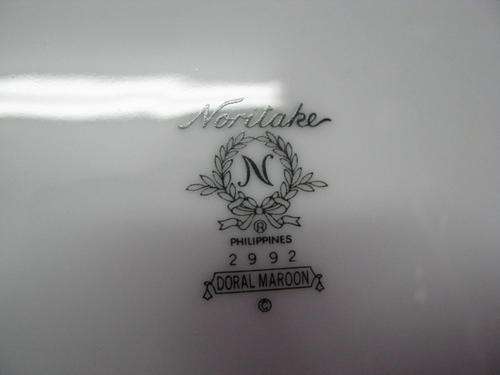 Noritake
N
®
PHILIPPINES
2992
DORAL MAROON
©